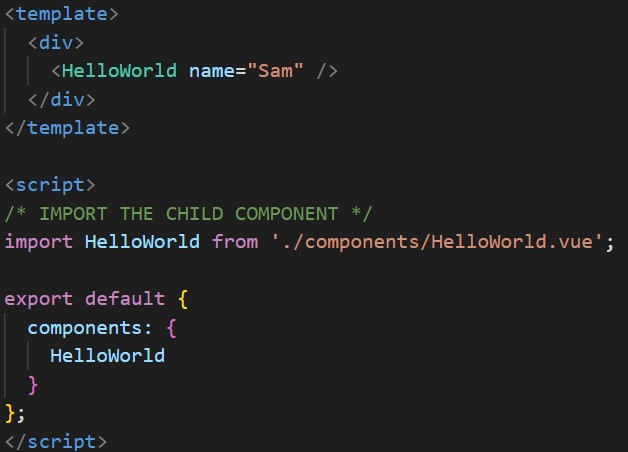 <template>
  <div>
    <HelloWorld name="Sam" />
  </div>
</template>

<script>
/* IMPORT THE CHILD COMPONENT */
import HelloWorld from './components/HelloWorld.vue';

export default {
  components: {
    HelloWorld
  }
};
</script>